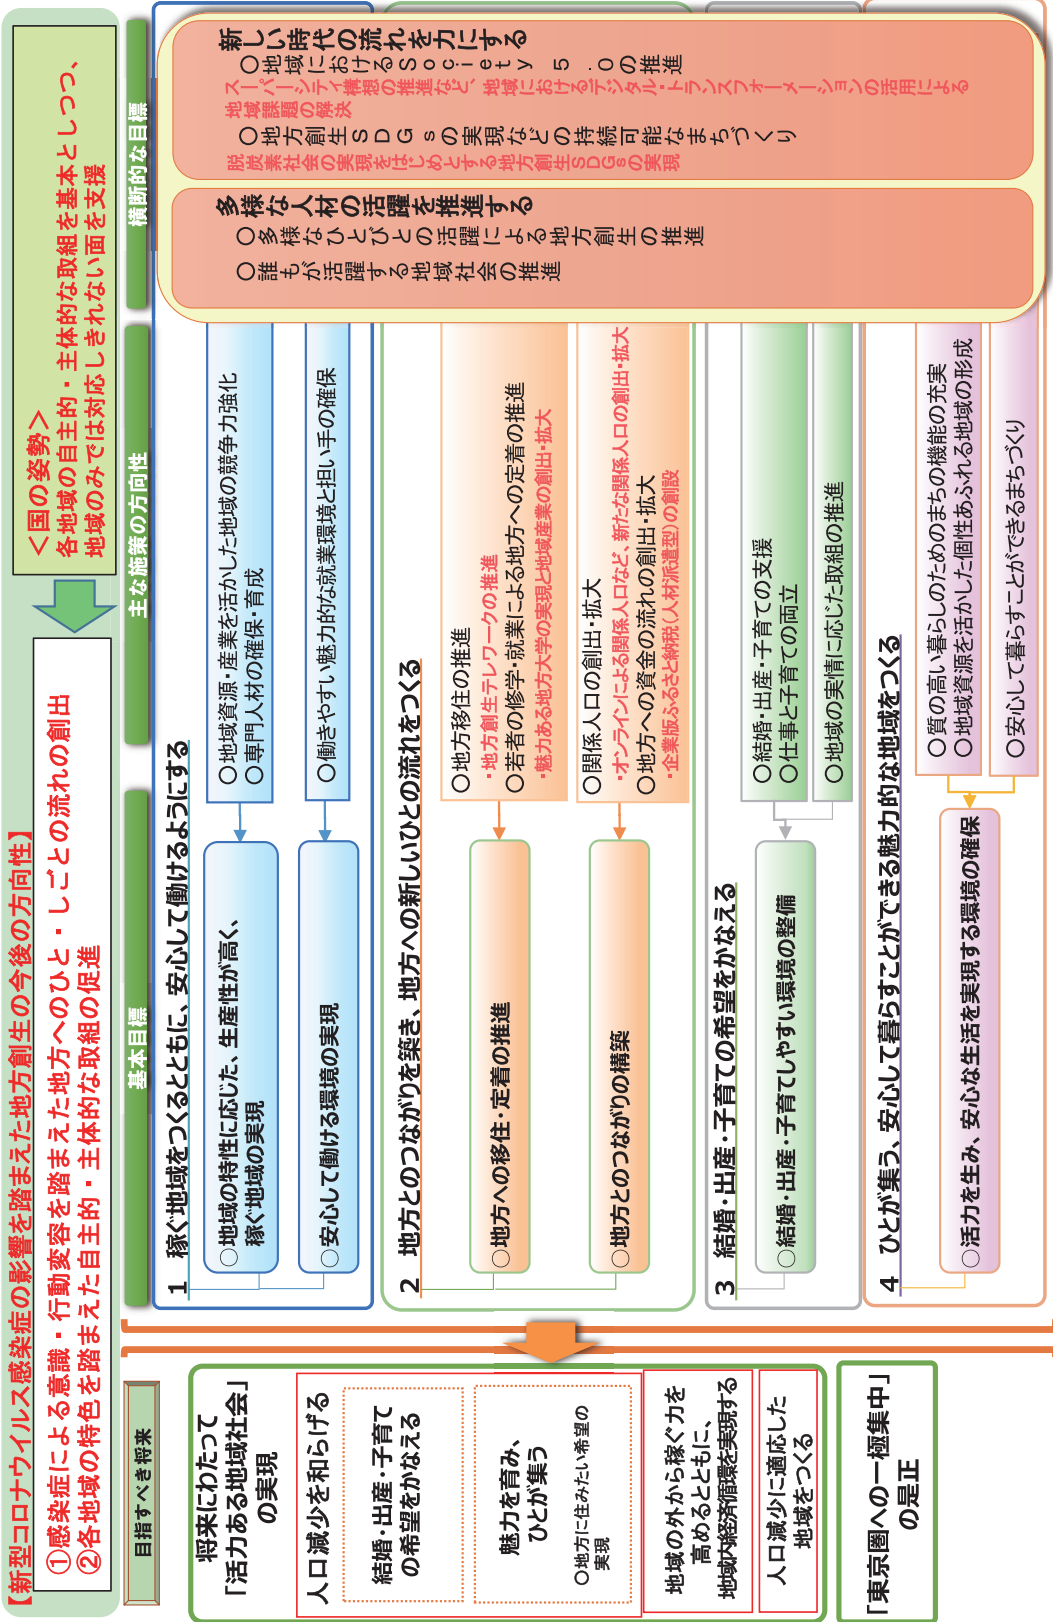 【新型コロナウイルス感染症の影響を踏まえた地方創生の今後の方向性】
①感染症による意識・行動変容を踏まえた地方へのひと・しごとの流れの創出
②各地域の特色を踏まえた自主的・主体的な取組の促進
＜国の姿勢＞
各地域の自主的・主体的な取組を基本としつつ、
地域のみでは対応しきれない面を支援
目指すべき将来
将来にわたって
「活力ある地域社会」
の実現
人口減少を和らげる
結婚・出産・子育て
の希望をかなえる
魅力を育み、
ひとが集う
〇地方に住みたい希望の
実現
地域の外から稼ぐ力を
高めるとともに、
地域内経済循環を実現する
人口減少に適応した
地域をつくる
「東京圏への一極集中」
の是正
基本目標
主な施策の方向性
横断的な目標
1 稼ぐ地域をつくるとともに、安心して働けるようにする
〇地域の特性に応じた、生産性が高く、
稼ぐ地域の実現
〇地域資源・産業を活かした地域の競争力強化
〇専門人材の確保・育成
〇安心して働ける環境の実現
〇働きやすい魅力的な就業環境と担い手の確保
2 地方とのつながりを築き、地方への新しいひとの流れをつくる
〇地方への移住・定着の推進
〇地方移住の推進
・地方創生テレワークの推進
〇若者の修学・就業による地方への定着の推進
・魅力ある地方大学の実現と地域産業の創出・拡大
〇地方とのつながりの構築
〇関係人口の創出・拡大
・オンラインによる関係人口など、新たな関係人口の創出・拡大
〇地方への資金の流れの創出・拡大
・企業版ふるさと納税（人材派遣型）の創設
3 結婚・出産・子育ての希望をかなえる
〇結婚・出産・子育てしやすい環境の整備
〇結婚・出産・子育ての支援
〇仕事と子育ての両立
〇地域の実情に応じた取組の推進
4 ひとが集う、安心して暮らすことができる魅力的な地域をつくる
〇活力を生み、安心な生活を実現する環境の確保
〇質の高い暮らしのためのまちの機能の充実
〇地域資源を活かした個性あふれる地域の形成
〇安心して暮らすことができるまちづくり
新しい時代の流れを力にする
〇地域におけるＳｏｃｉｅｔｙ ５．０の推進
スーパーシティ構想の推進など、地域におけるデジタル・トランスフォーメーションの活用による
地域課題の解決
〇地方創生ＳＤＧｓの実現などの持続可能なまちづくり
脱炭素社会の実現をはじめとする地方創生SDGsの実現
多様な人材の活躍を推進する
〇多様なひとびとの活躍による地方創生の推進
〇誰もが活躍する地域社会の推進